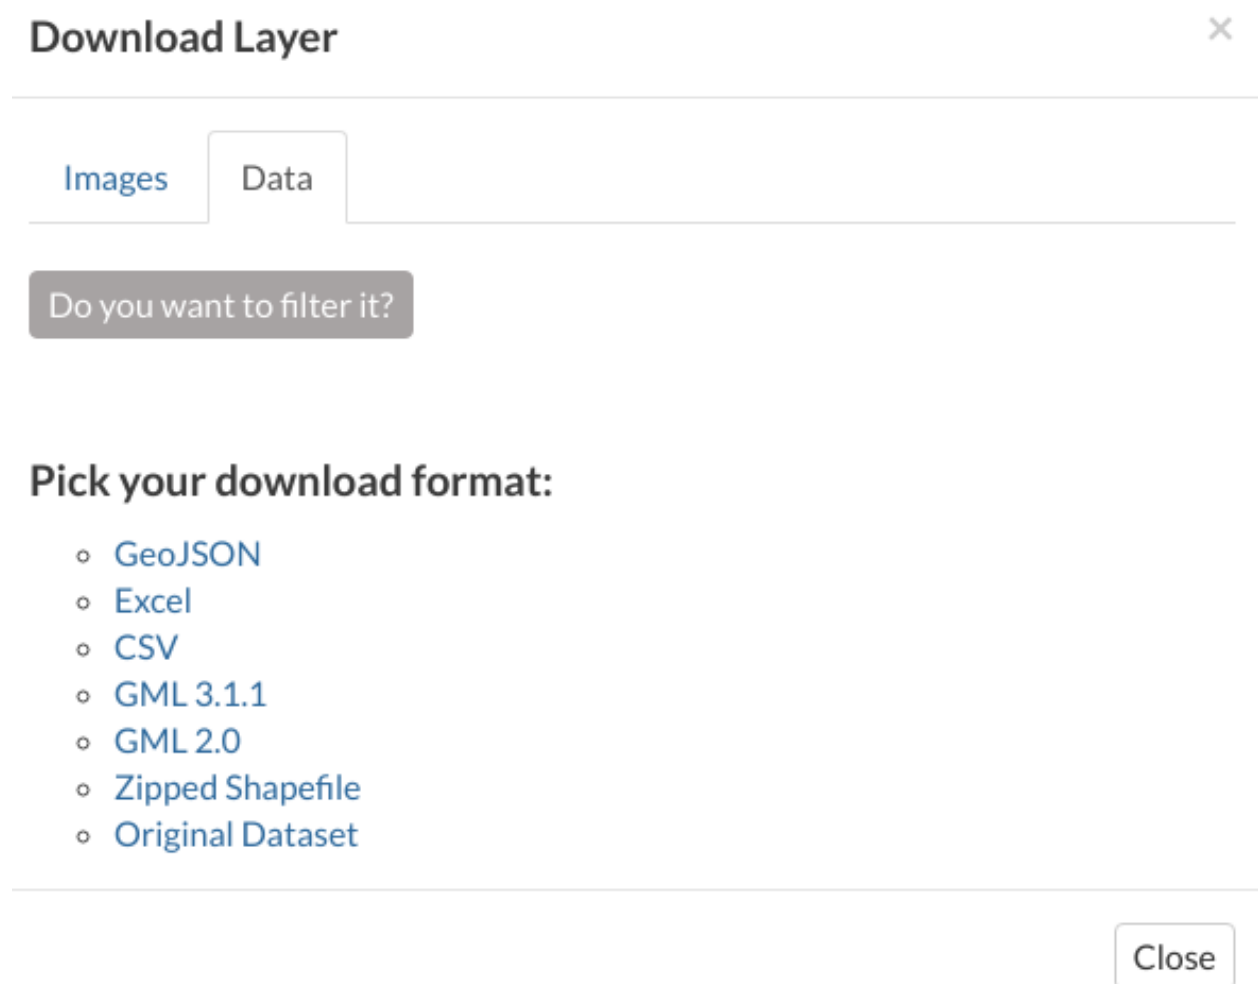 Download Layer
×
Images
Data
Do you want to filter it?
Pick your download format:
GeoJSON
Excel
CSV
GML 3.1.1
GML 2.0
Zipped Shapefile
Original Dataset
Close